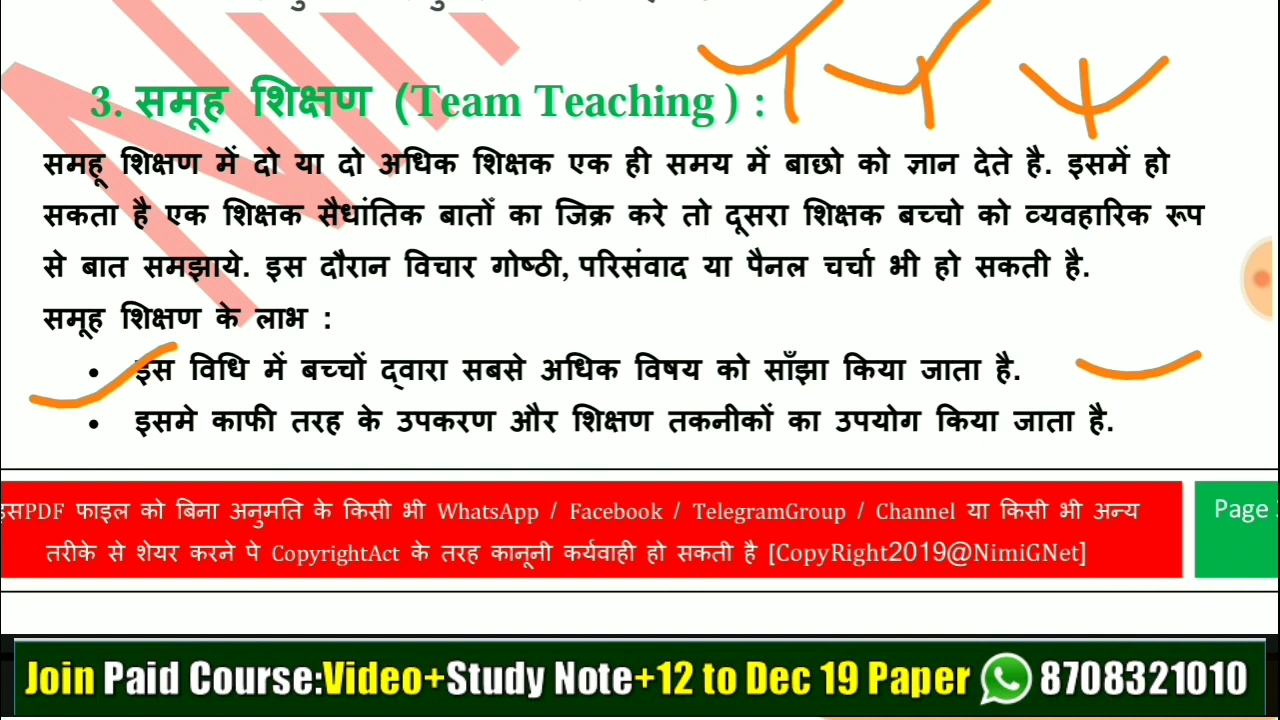 3. समूह शिक्षण (Team Teaching ) :
समहू शिक्षण में दो या दो अधिक शिक्षक एक ही समय में बाछो को ज्ञान देते है. इसमें हो
सकता है एक शिक्षक सैधांतिक बातों का जिक्र करे तो दूसरा शिक्षक बच्चो को व्यवहारिक रूप
से बात समझाये. इस दौरान विचार गोष्ठी, परिसंवाद या पैनल चर्चा भी हो सकती है.
समूह शिक्षण के लाभ :
• इस विधि में बच्चों द्वारा सबसे अधिक विषय को साँझा किया जाता है.
• इसमे काफी तरह के उपकरण और शिक्षण तकनीकों का उपयोग किया जाता है.
इसPDF फाइल को बिना अनुमति के किसी भी WhatsApp / Facebook / TelegramGroup / Channel या किसी भी अन्य
तरीके से शेयर करने पे CopyrightAct के तरह कानूनी कर्यवाही हो सकती है [CopyRight2019@NimiGNet]
Page
Join Paid Course:Video+Study Note+12 to Dec 19 Paper 8708321010